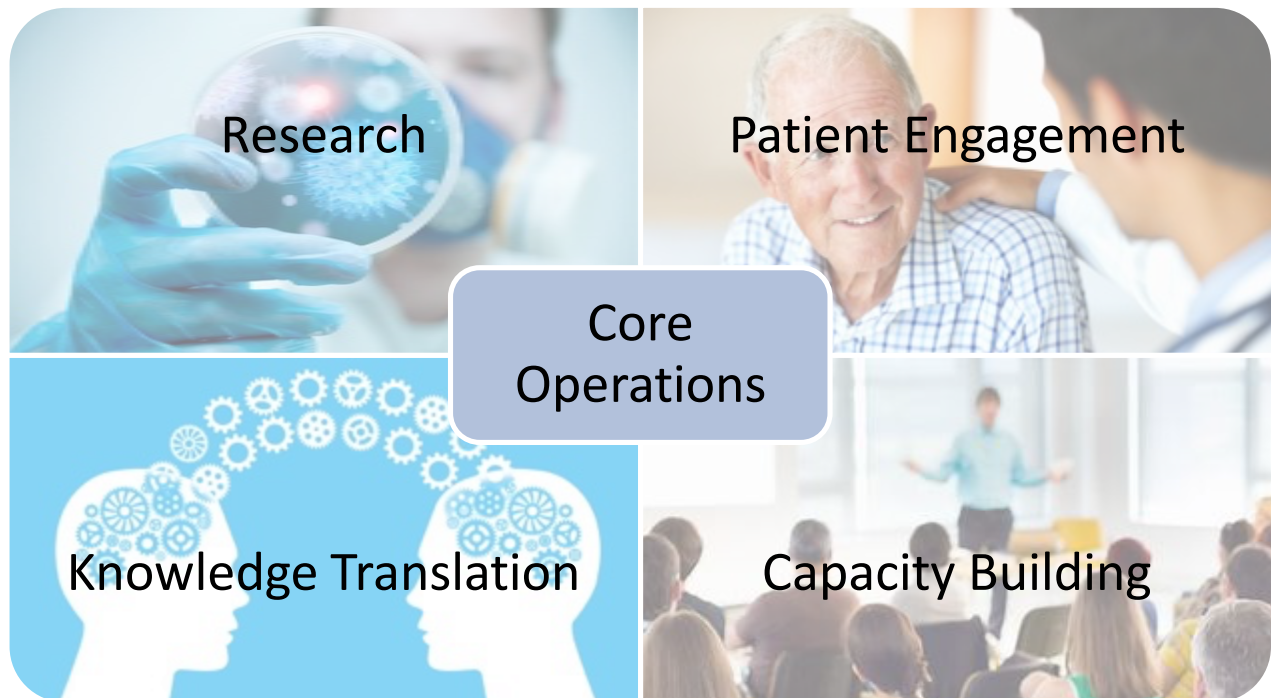 Research
Patient Engagement
Core
Operations
Knowledge Translation
Capacity Building